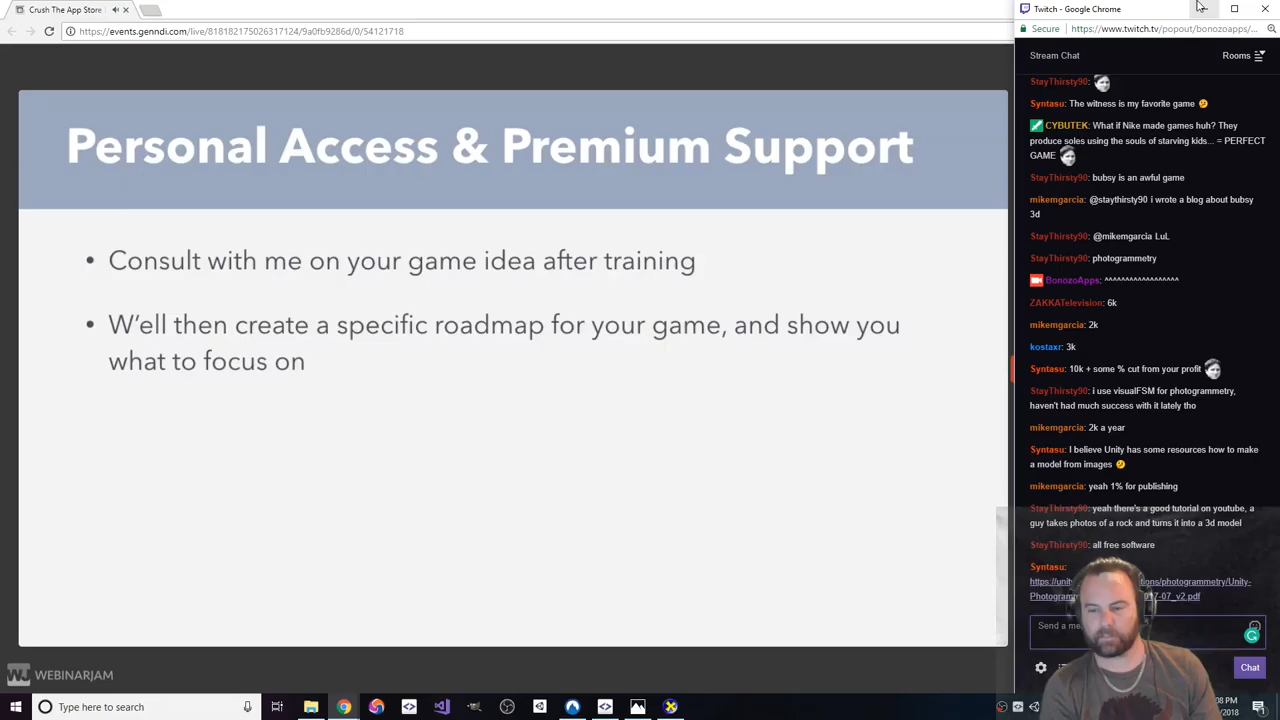 Crush The App Store
Twitch - Google Chrome
https://events.genndi.com/live/818182175026317124/9a0fb9286d/0/54121718
Secure
https://www.twitch.tv/popout/bonozoapps/...
Stream Chat
Rooms
Personal Access & Premium Support
• Consult with me on your game idea after training
• W'ell then create a specific roadmap for your game, and show you
what to focus on
WJ WEBINARJAM
StayThirsty90:
Syntasu: The witness is my favorite game
CYBUTEK: What if Nike made games huh? They
produce soles using the souls of starving kids... = PERFECT
GAME
StayThirsty90: bubsy is an awful game
mikemgarcia: @staythirsty90 i wrote a blog about bubsy
3d
StayThirsty90: @mikemgarcia LuL
StayThirsty90: photogrammetry
BonozoApps: ^^^^^^^^^^^^^^^^^^
ZAKKATelevision: 6k
mikemgarcia: 2k
kostaxr: 3k
Syntasu: 10k + some % cut from your profit
StayThirsty90: i use visualFSM for photogrammetry,
haven't had much success with it lately tho
mikemgarcia: 2k a year
Syntasu: I believe Unity has some resources how to make
a model from images
mikemgarcia: yeah 1% for publishing
StayThirsty90: yeah there's a good tutorial on youtube, a
guy takes photos of a rock and turns it into a 3d model
StayThirsty90: all free software
Syntasu:
https://unity
tions/photogrammetry/Unity-
Photogramm
17-07_v2.pdf
Send a me
Chat
Type here to search
:08 PM
/2018